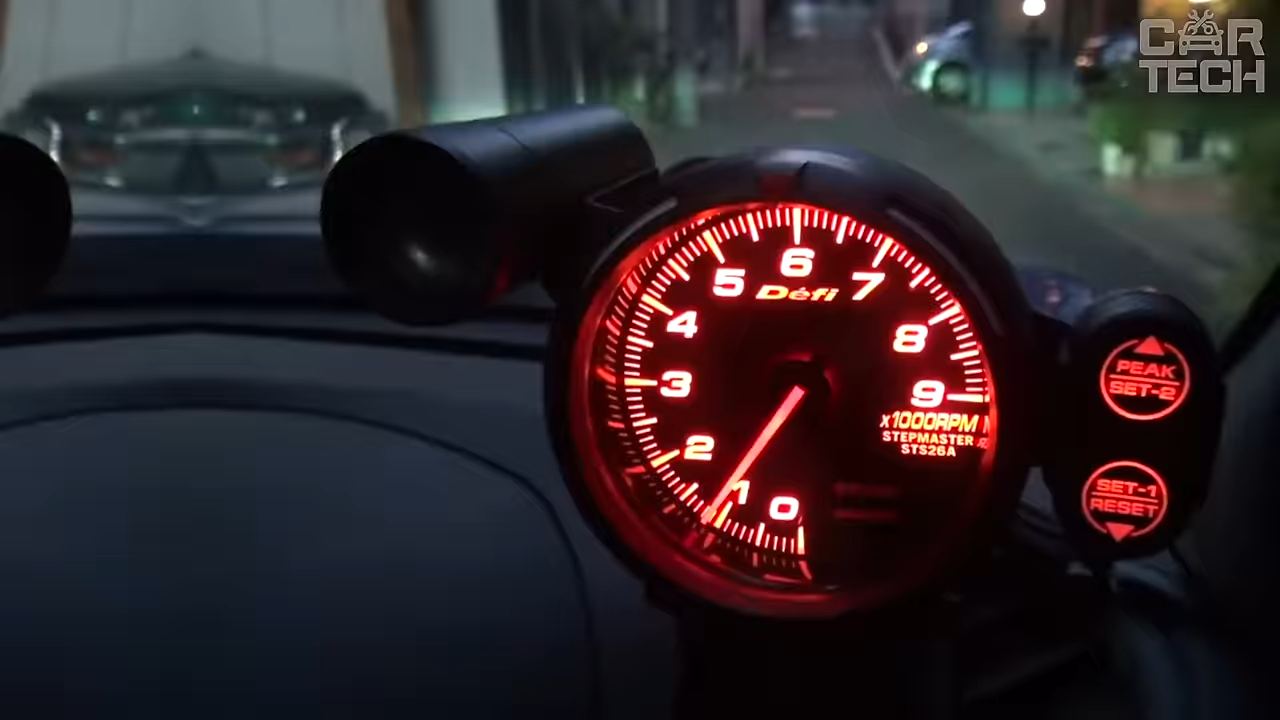 CAR
TECH
6
5
7
Défi
4
8
3
9
x1000RPM
STEPMASTER
STS26A
2
1
0
PEAK
SET-2
SET-1
RESET